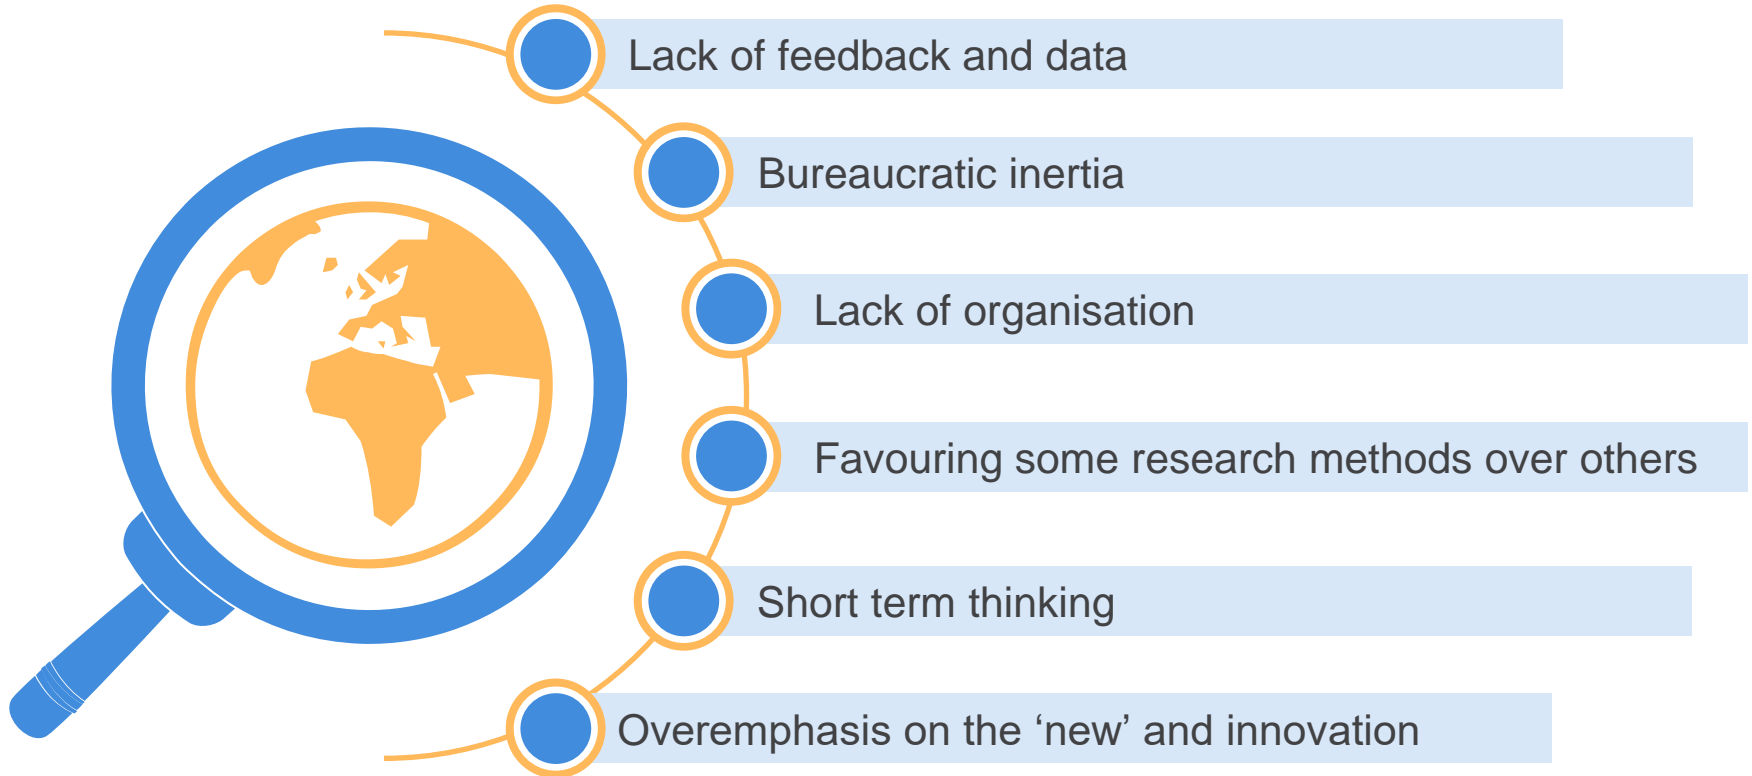 Lack of feedback and data
Bureaucratic inertia
Lack of organisation
Favouring some research methods over others
Short term thinking
Overemphasis on the ‘new’ and innovation